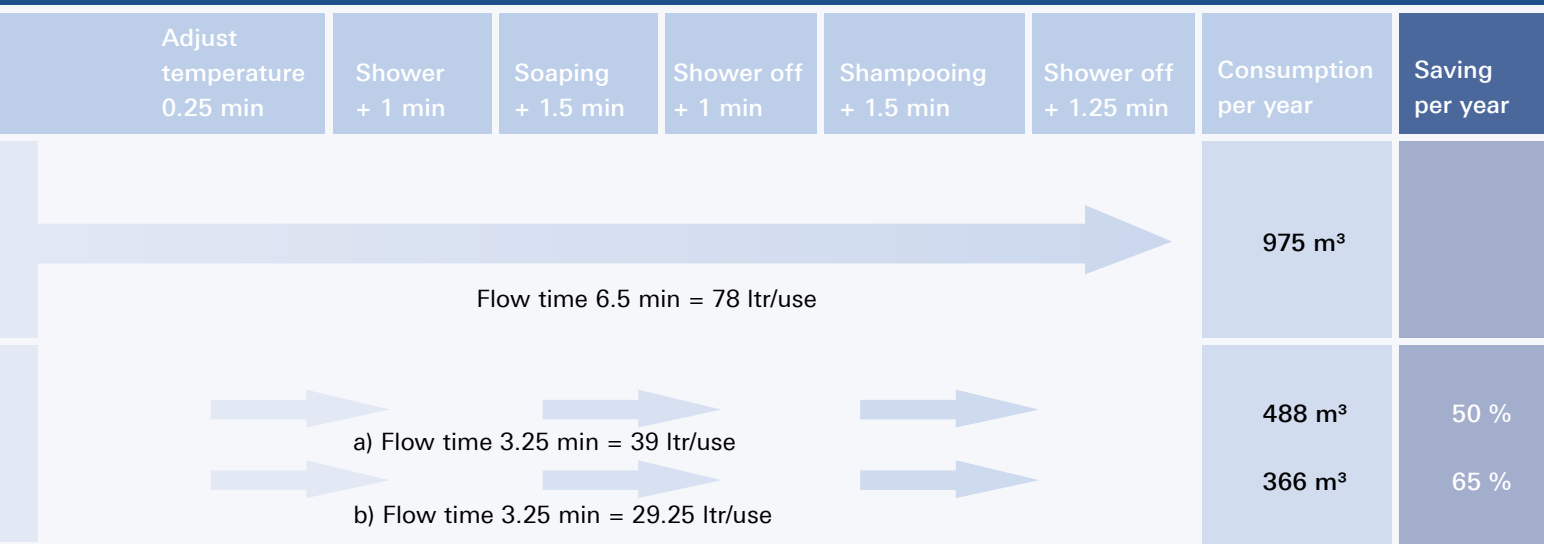 Adjust
temperature
0.25 min
Shower
+ 1 min
Soaping
+ 1.5 min
Shower off
+ 1 min
Shampooing
+ 1.5 min
Shower off
+ 1.25 min
Consumption
per year
Saving
per year
975 m³
Flow time 6.5 min = 78 ltr/use
488 m³
50 %
a) Flow time 3.25 min = 39 ltr/use
366 m³
65 %
b) Flow time 3.25 min = 29.25 ltr/use